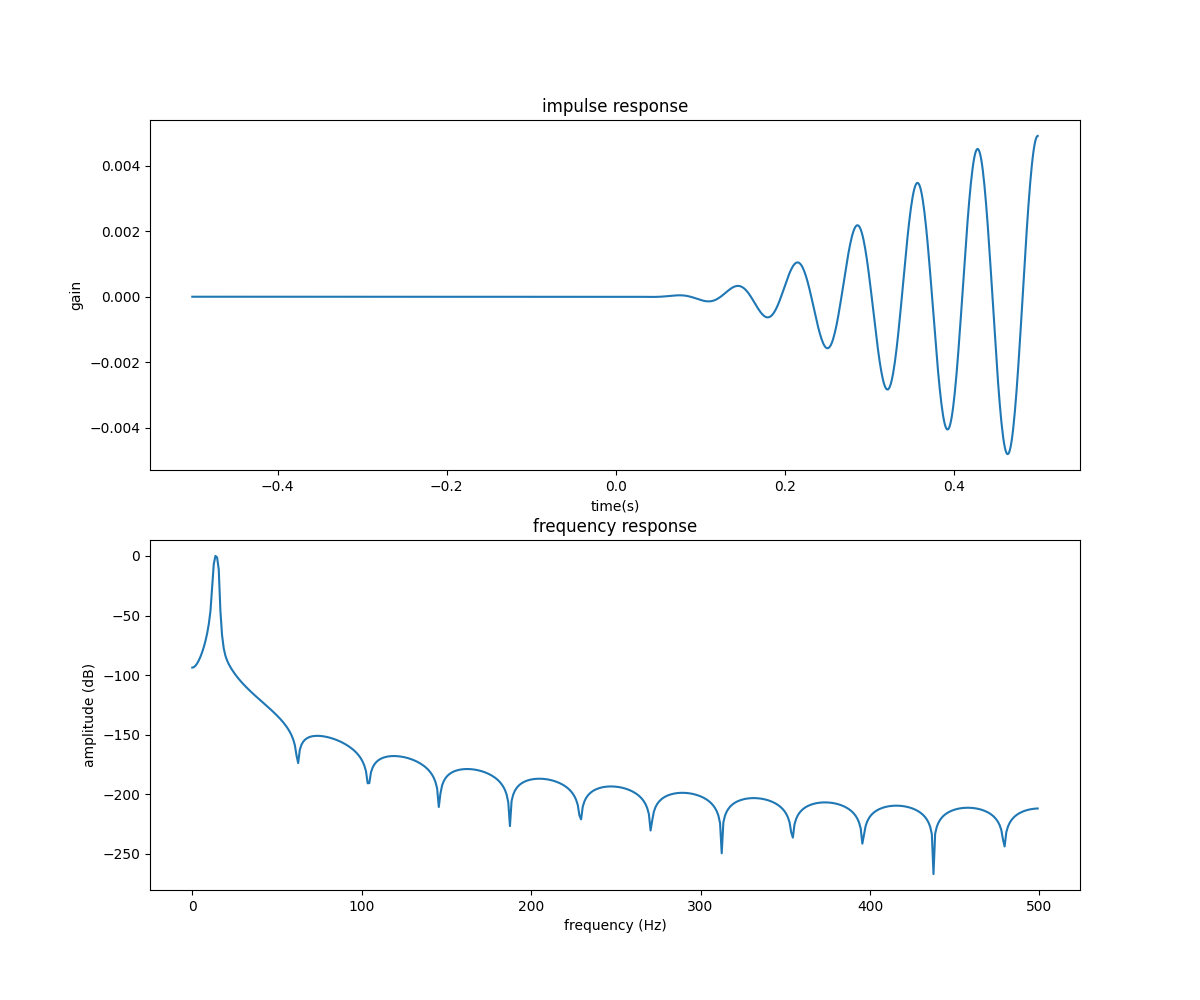 impulse response
0.004
0.002
0.000
−0.002
−0.004
gain
−0.4 −0.2 0.0 0.2 0.4
time(s)
frequency response
0
−50
−100
−150
−200
−250
amplitude (dB)
0 100 200 300 400 500
frequency (Hz)